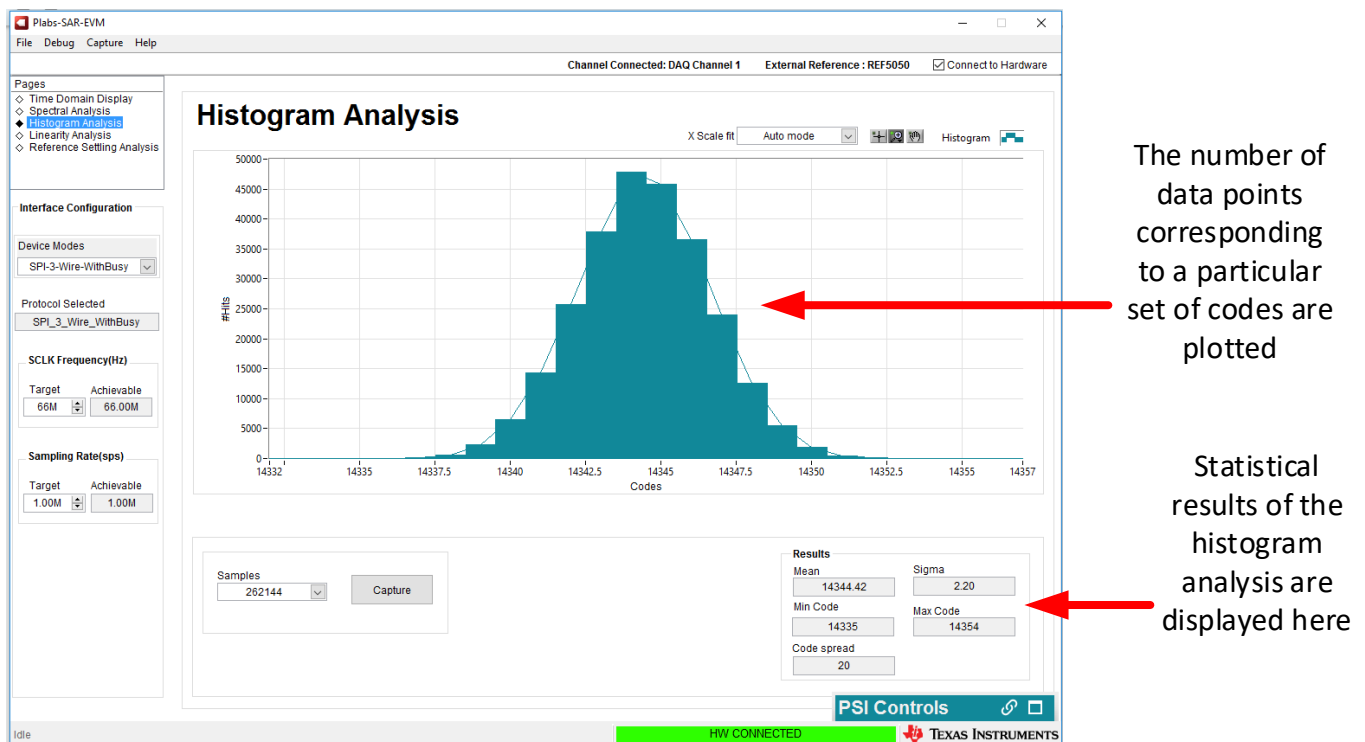 Plabs-SAR-EVM
File Debug Capture Help
Channel Connected: DAQ Channel 1 External Reference : REF5050 Connect to Hardware
Pages
Time Domain Display
Spectral Analysis
Histogram Analysis
Linearity Analysis
Reference Settling Analysis
Interface Configuration
Device Modes
SPI-3-Wire-WithBusy
Protocol Selected
SPI_3_Wire_WithBusy
SCLK Frequency(Hz)
Target Achievable
66M 66.00M
Sampling Rate(sps)
Target Achievable
1.00M 1.00M
Histogram Analysis
X Scale fit Auto mode Histogram
50000
45000
40000
35000
30000
25000
20000
15000
10000
5000
0
#Hits
14332 14335 14337.5 14340 14342.5 14345 14347.5 14350 14352.5 14355 14357
Codes
Samples
262144
Capture
Results
Mean Sigma
14344.42 2.20
Min Code Max Code
14335 14354
Code spread
20
PSI Controls
Idle
HW CONNECTED
TEXAS INSTRUMENTS
The number of
data points
corresponding
to a particular
set of codes are
plotted
Statistical
results of the
histogram
analysis are
displayed here